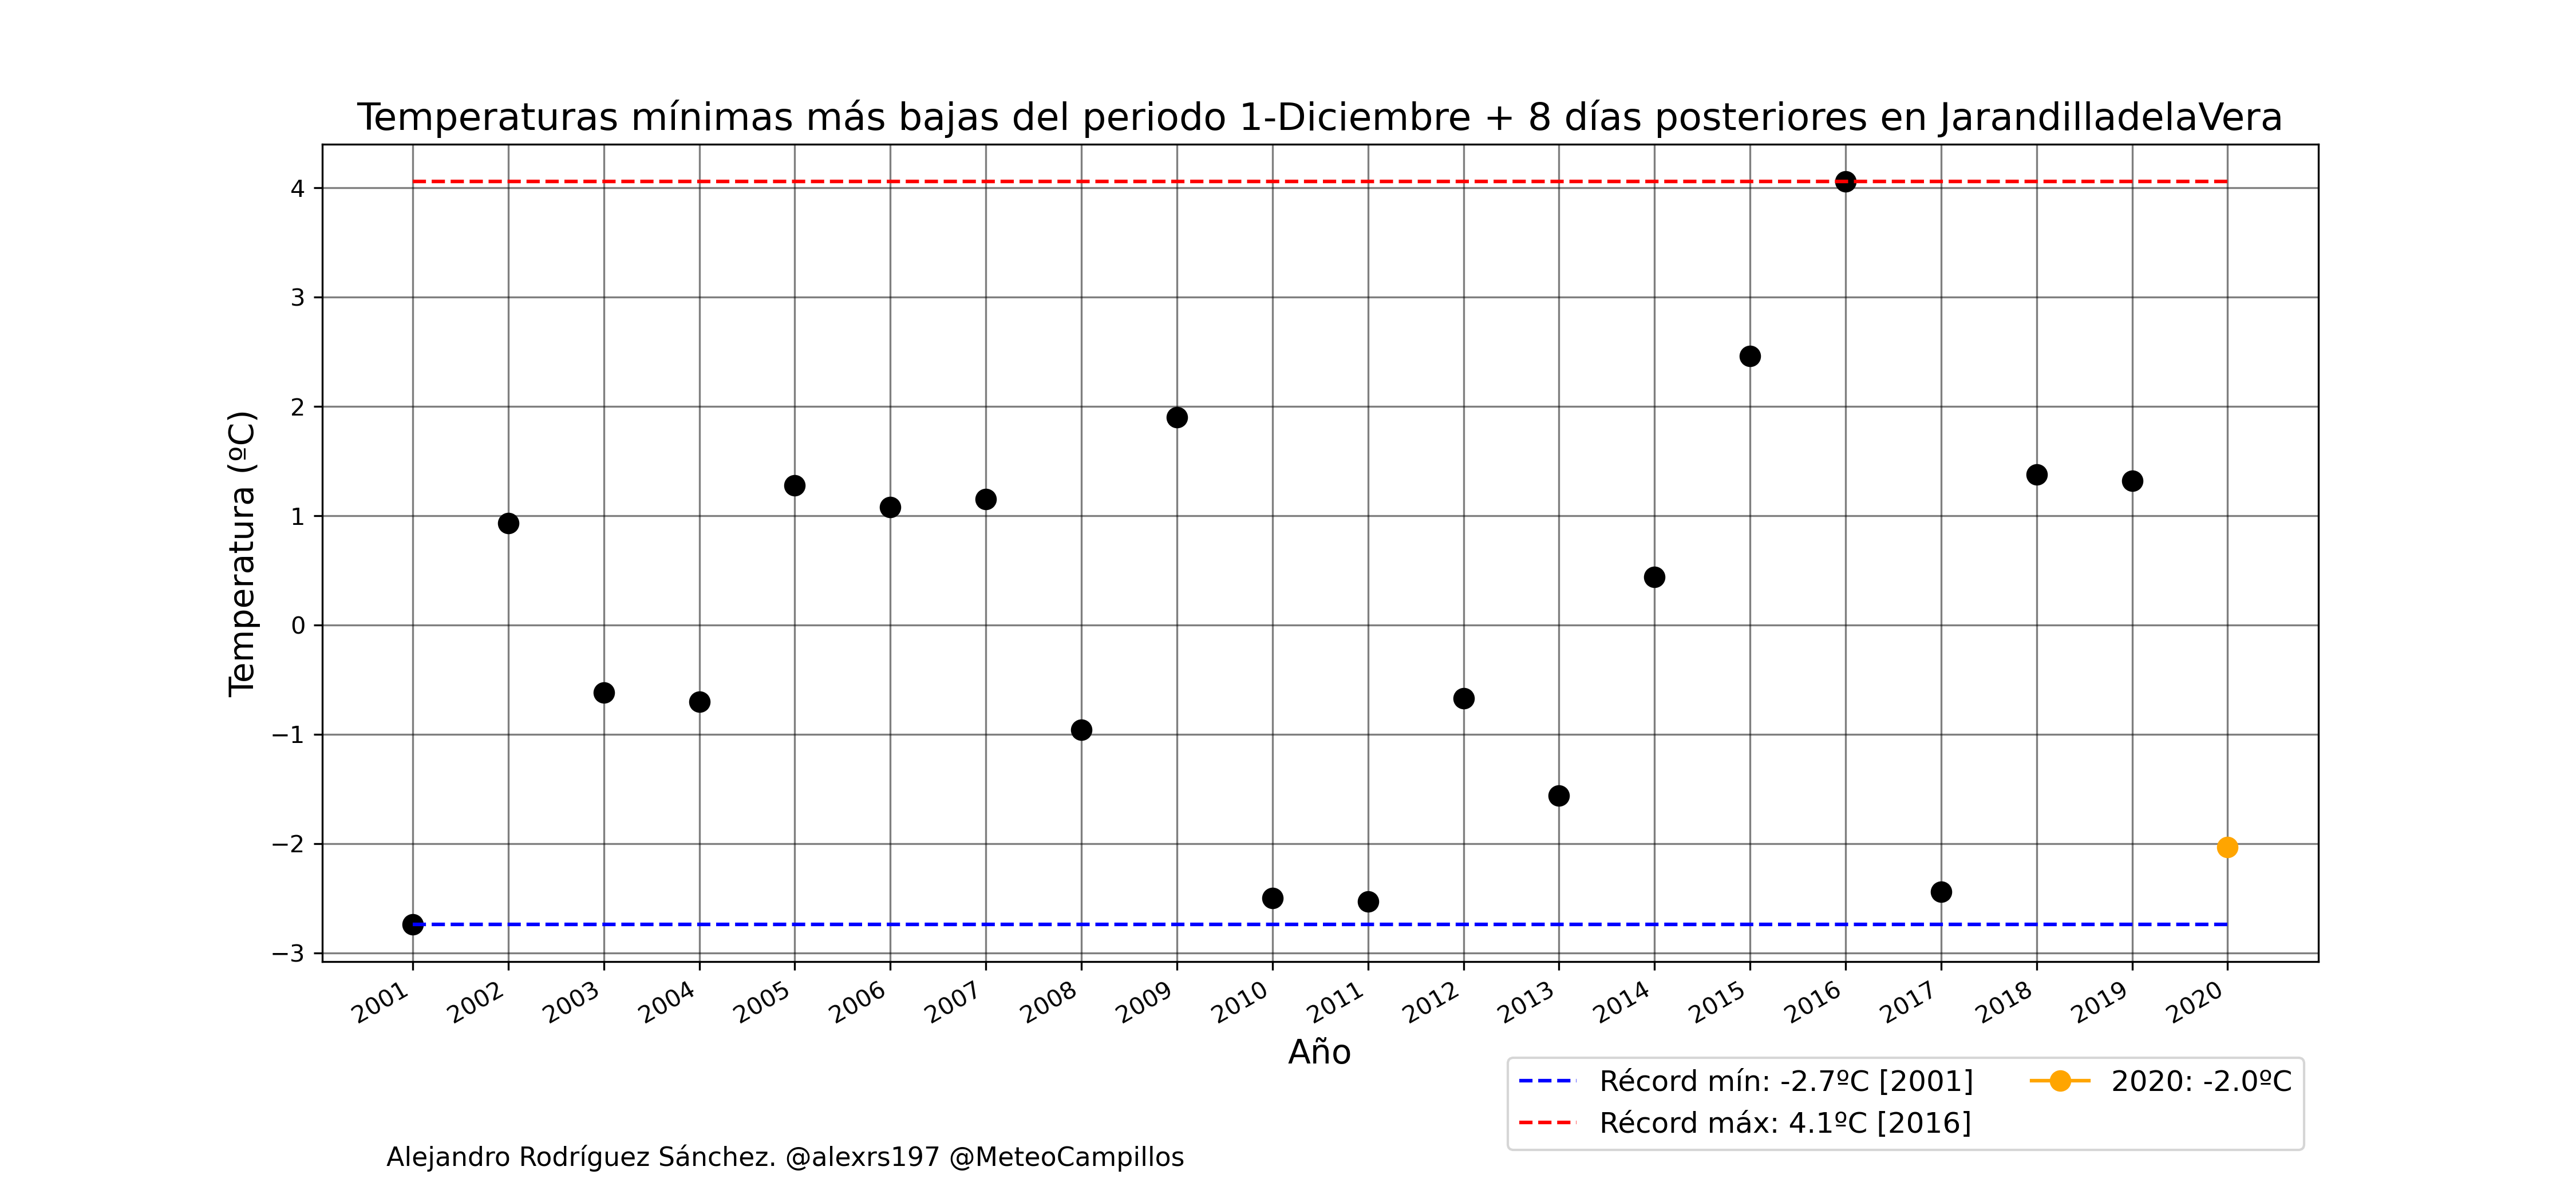 Temperaturas mínimas más bajas del periodo 1-Diciembre + 8 días posteriores en JarandilladelaVera
Temperatura (ºC)
4
3
2
1
0
−1
−2
−3
2001 2002 2003 2004 2005 2006 2007 2008 2009 2010 2011 2012 2013 2014 2015 2016 2017 2018 2019 2020
Año
Récord mín: -2.7ºC [2001]
Récord máx: 4.1ºC [2016]
2020: -2.0ºC
Alejandro Rodríguez Sánchez. @alexrs197 @MeteoCampillos